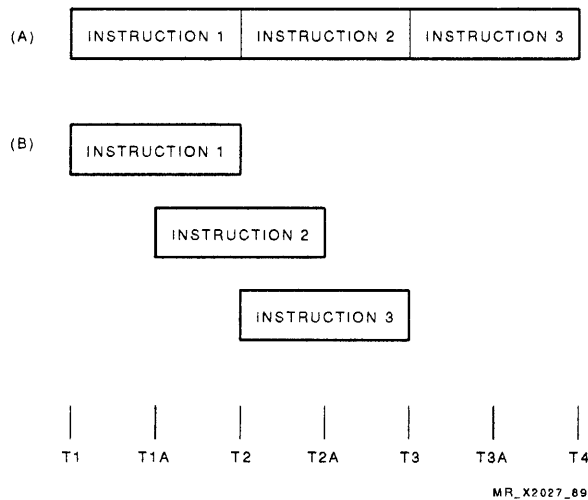 (A) INSTRUCTION 1 INSTRUCTION 2 INSTRUCTION 3
(B) INSTRUCTION 1
INSTRUCTION 2
INSTRUCTION 3
T1 T1A T2 T2A T3 T3A T4
MR_X2027_89